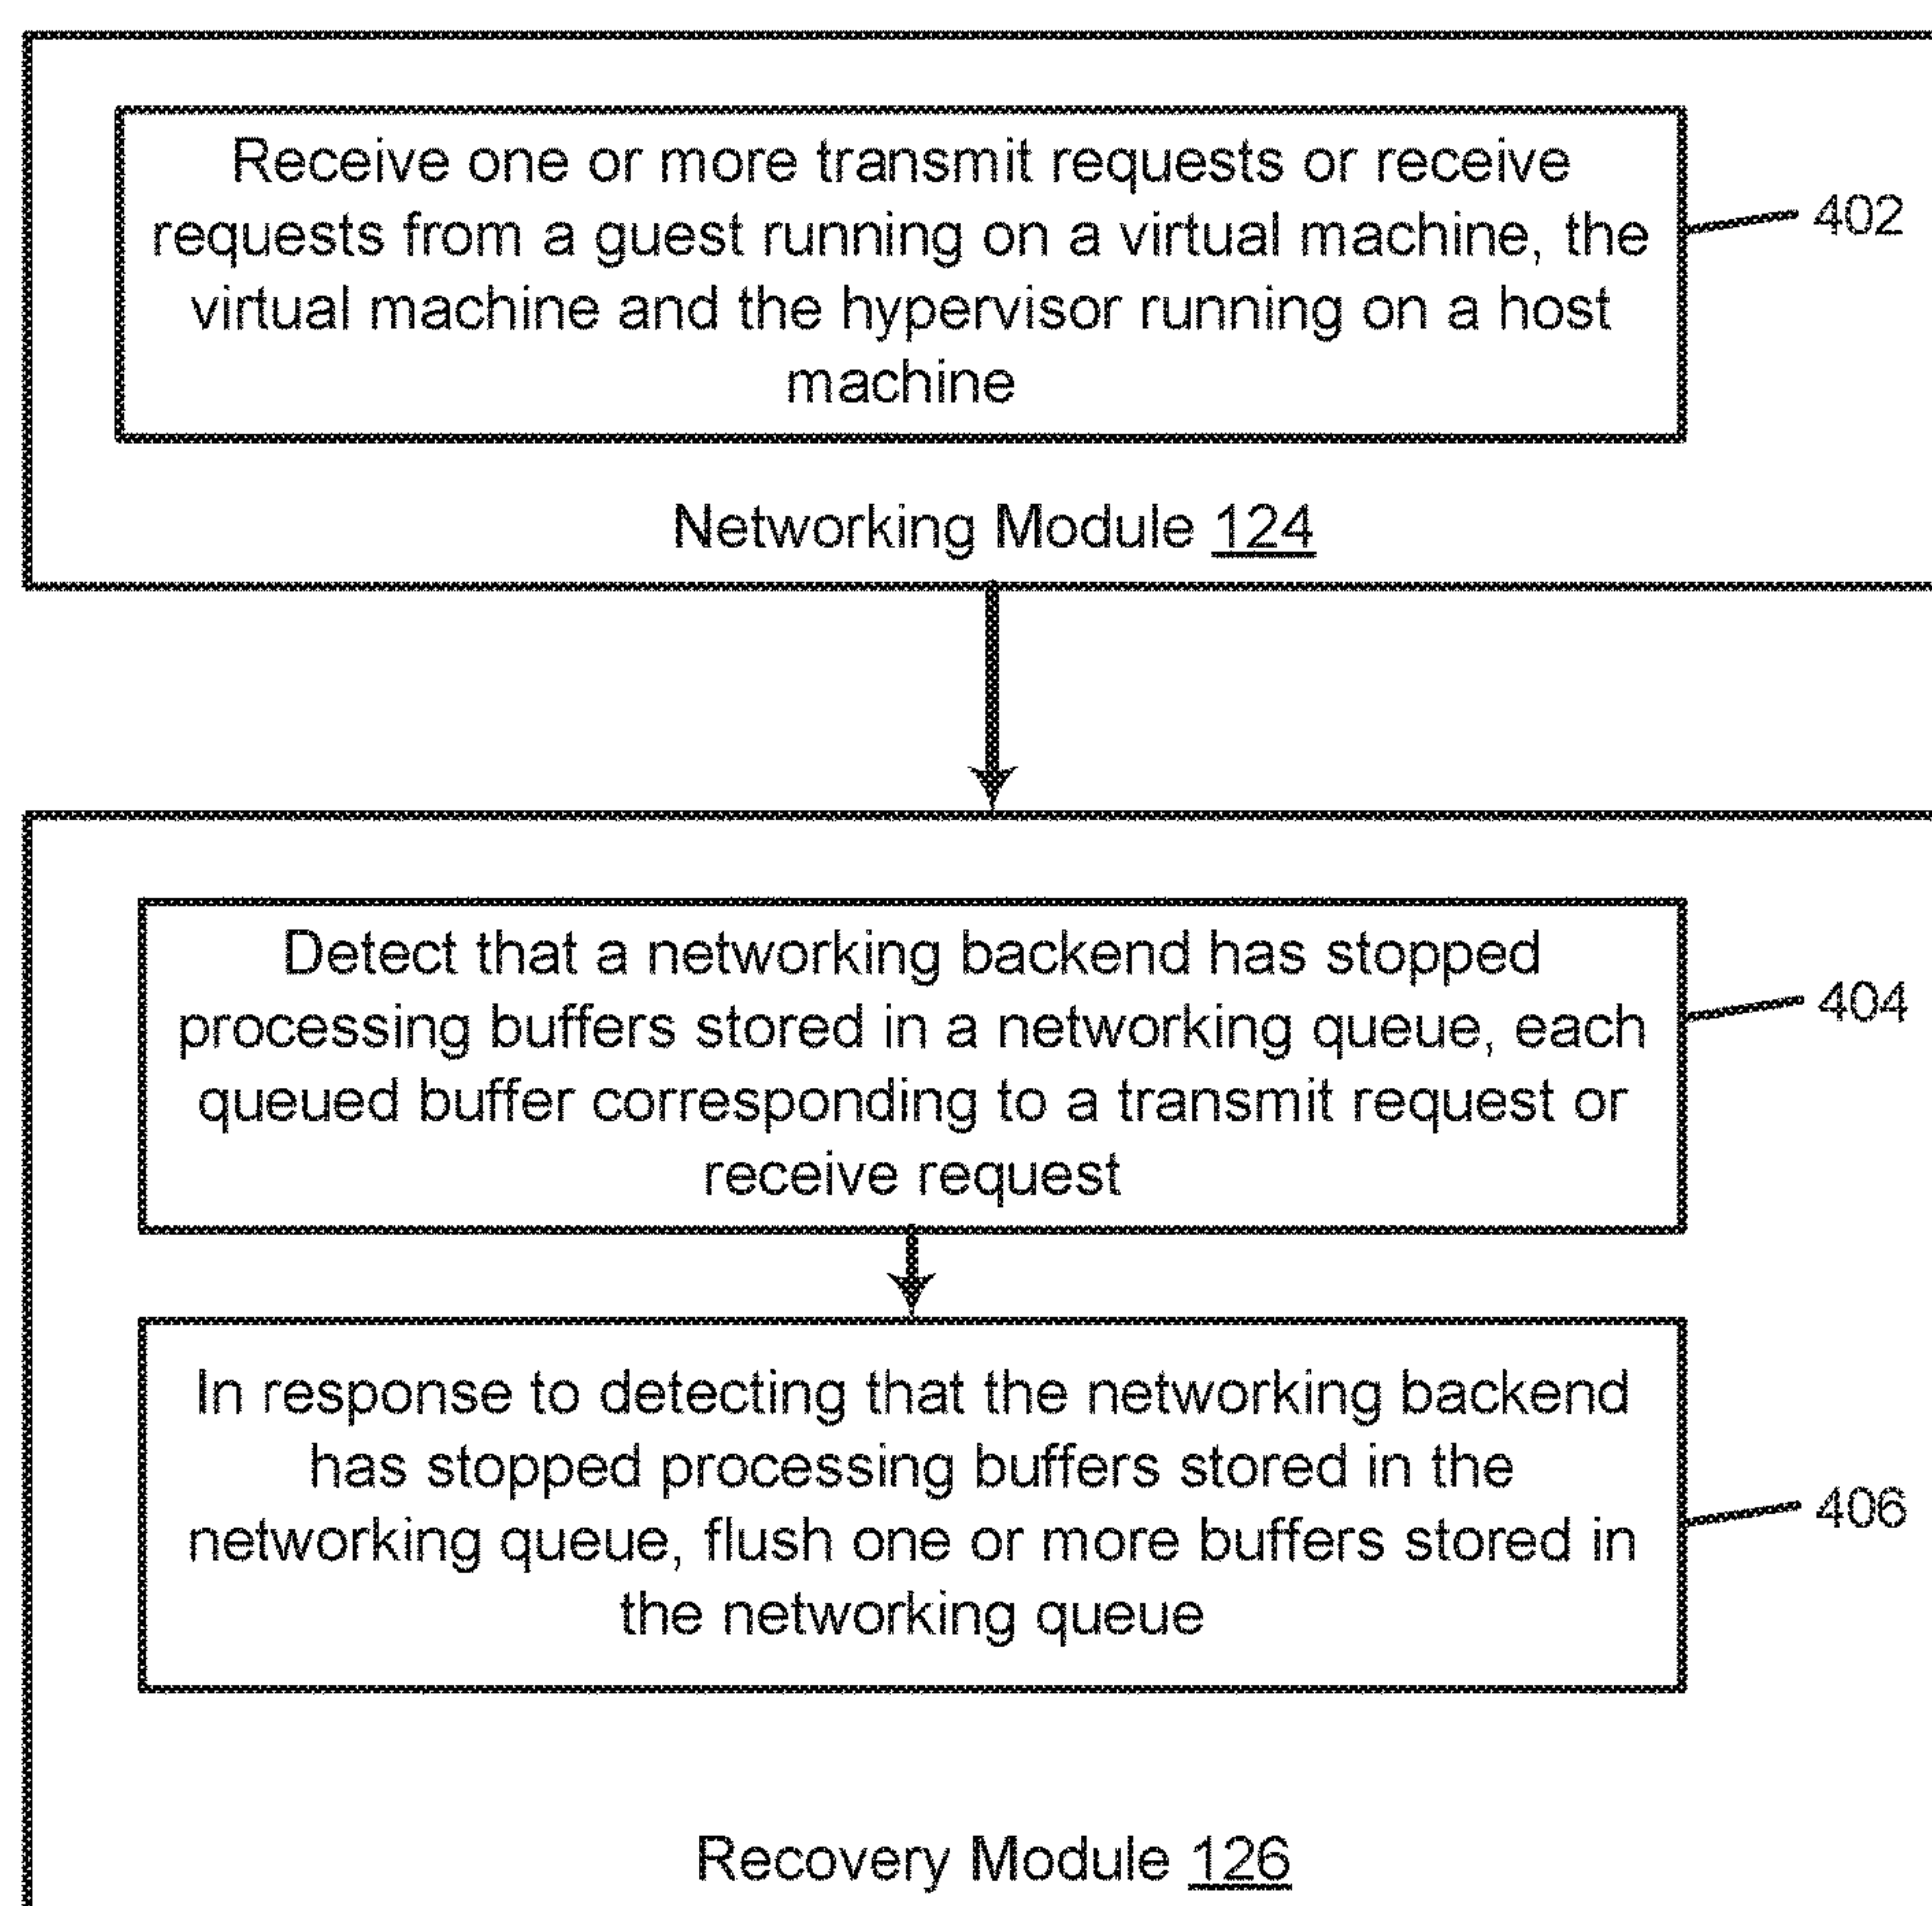 Receive one or more transmit requests or receive
requests from a guest running on a virtual machine, the
virtual machine and the hypervisor running on a host
machine
402
Networking Module 124
Detect that a networking backend has stopped
processing buffers stored in a networking queue, each
queued buffer corresponding to a transmit request or
receive request
404
In response to detecting that the networking backend
has stopped processing buffers stored in the
networking queue, flush one or more buffers stored in
the networking queue
406
Recovery Module 126